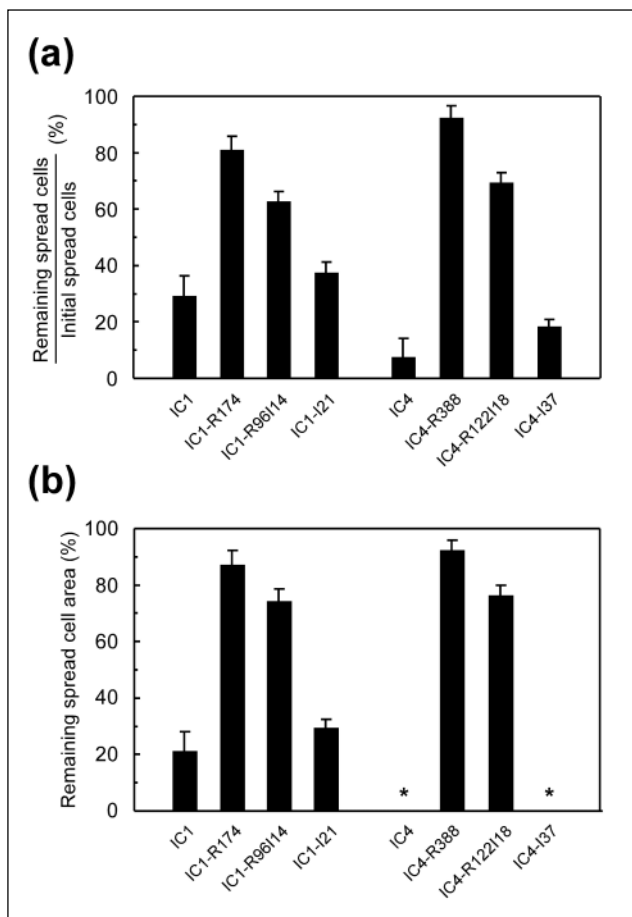 (a)
Remaining spread cells
Initial spread cells
(%)
100
80
60
40
20
0
IC1
IC1-R174
IC1-R96I14
IC1-I21
IC4
IC4-R388
IC4-R122I18
IC4-I37
(b)
Remaining spread cell area (%)
100
80
60
40
20
0
*
*
IC1
IC1-R174
IC1-R96I14
IC1-I21
IC4
IC4-R388
IC4-R122I18
IC4-I37